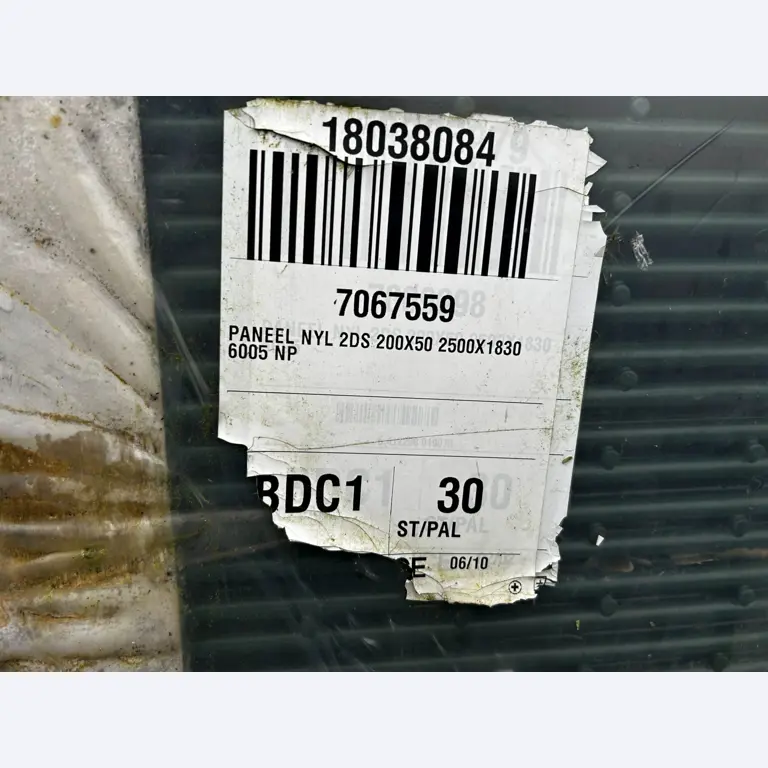 18038084
7067559
PANEEL NYL 2DS 200X50 2500X1830
6005 NP
BDC1 30
ST/PAL
06/10